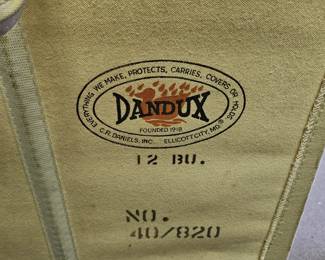 EVERYTHING WE MAKE, PROTECTS, CARRIES, COVERS OR HOLDS.
DANDUX
FOUNDED 1918
C.R. DANIELS, INC. ELLICOTT CITY, MD.
12 BU.
NO.
40/820